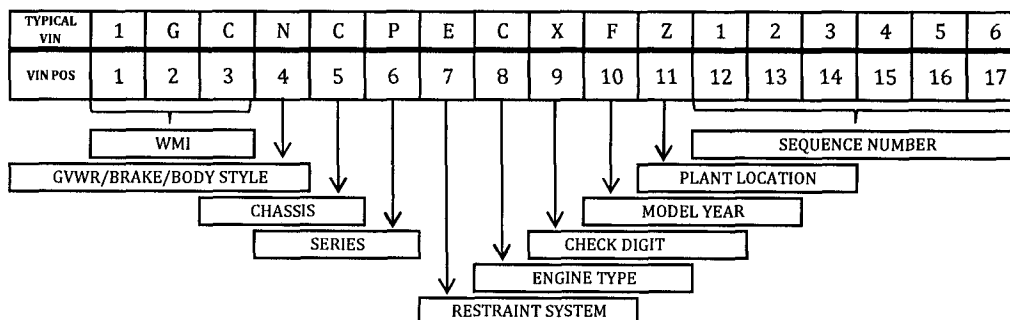 TYPICAL VIN 1 G C N C P E C X F Z 1 2 3 4 5 6
VIN POS 1 2 3 4 5 6 7 8 9 10 11 12 13 14 15 16 17
WMI SEQUENCE NUMBER
GVWR/BRAKE/BODY STYLE PLANT LOCATION
CHASSIS MODEL YEAR
SERIES CHECK DIGIT
ENGINE TYPE
RESTRAINT SYSTEM